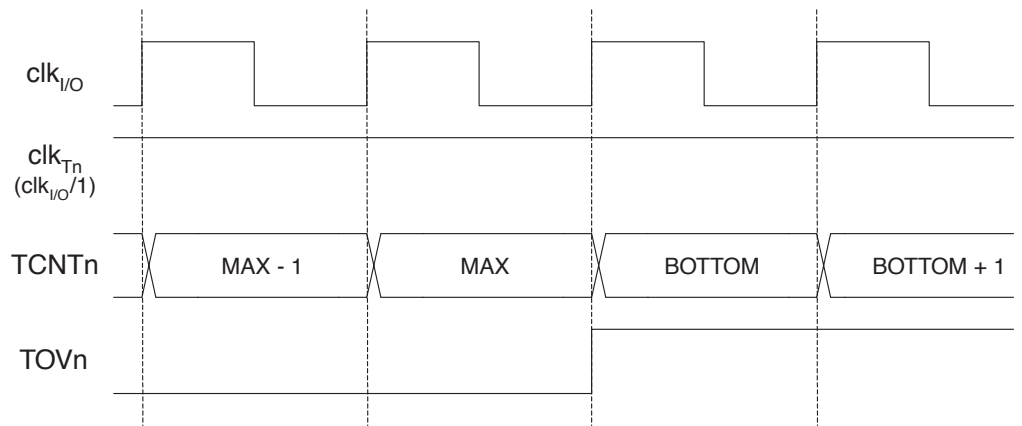 clkI/O
clkTn
(clkI/O/1)
TCNTn MAX - 1 MAX BOTTOM BOTTOM + 1
TOVn